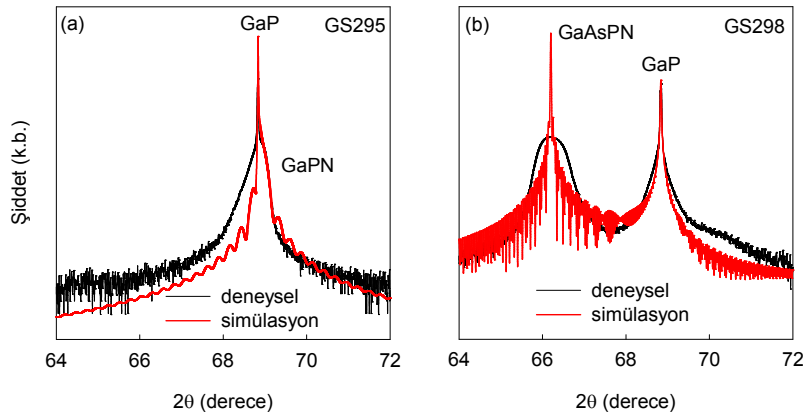 (a)
GaP
GS295
GaPN
Şiddet (k.b.)
deneysel
simülasyon
64 66 68 70 72
2θ (derece)
(b)
GaAsPN
GS298
GaP
deneysel
simülasyon
64 66 68 70 72
2θ (derece)